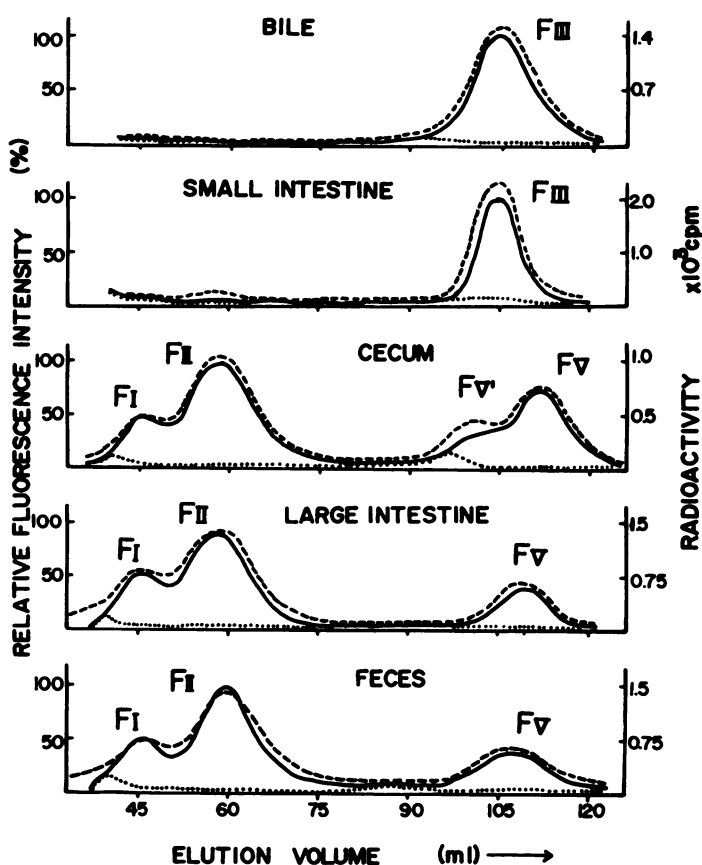 BILE
FIII
100
50
1.4
0.7
SMALL INTESTINE
FIII
100
50
2.0
1.0
CECUM
FI
FII
FV'
FV
100
50
1.0
0.5
LARGE INTESTINE
FI
FII
FV
100
50
1.5
0.75
FECES
FI
FII
FV
100
50
1.5
0.75
45 60 75 90 105 120
ELUTION VOLUME (ml)
RELATIVE FLUORESCENCE INTENSITY (%)
RADIOACTIVITY x10⁵cpm